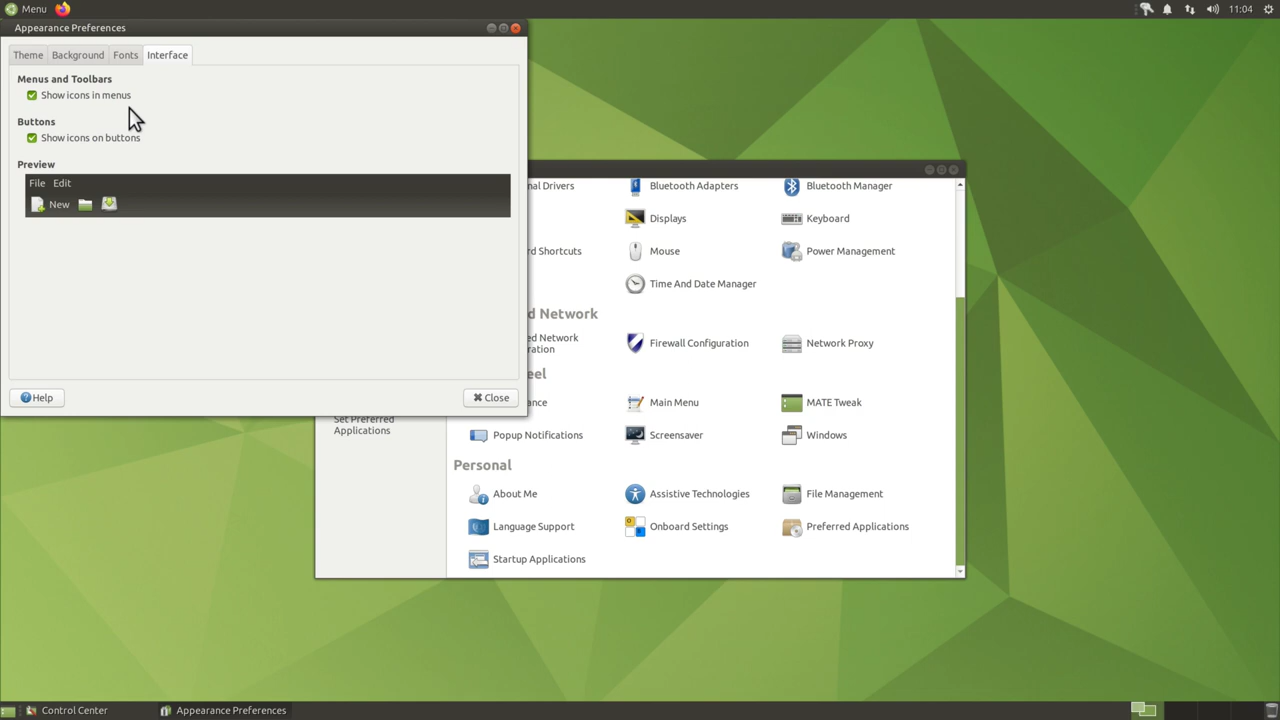 Menu
11:04
Appearance Preferences
Theme Background Fonts Interface
Menus and Toolbars
Show icons in menus
Buttons
Show icons on buttons
Preview
File Edit
New
Help
Close
nal Drivers Bluetooth Adapters Bluetooth Manager
Displays Keyboard
rd Shortcuts Mouse Power Management
Time And Date Manager
d Network
ed Network
ration
Firewall Configuration Network Proxy
eel
ance Main Menu MATE Tweak
Set Preferred
Applications
Popup Notifications Screensaver Windows
Personal
About Me Assistive Technologies File Management
Language Support Onboard Settings Preferred Applications
Startup Applications
Control Center Appearance Preferences